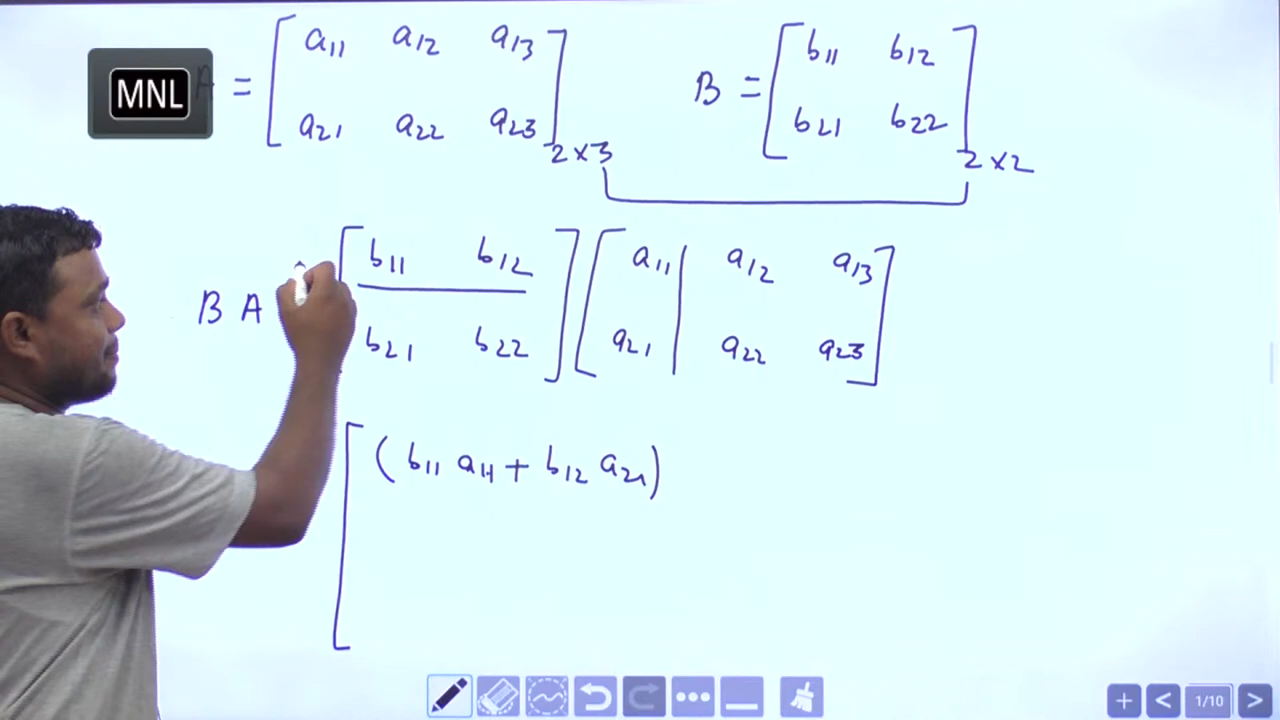 MNL
A = [ a11 a12 a13
a21 a22 a23 ] 2×3
B = [ b11 b12
b21 b22 ] 2×2
B A [ b11 b12 ] [ a11 a12 a13
b21 b22 a21 a22 a23 ]
[ (b11 a11 + b12 a21)
1/10